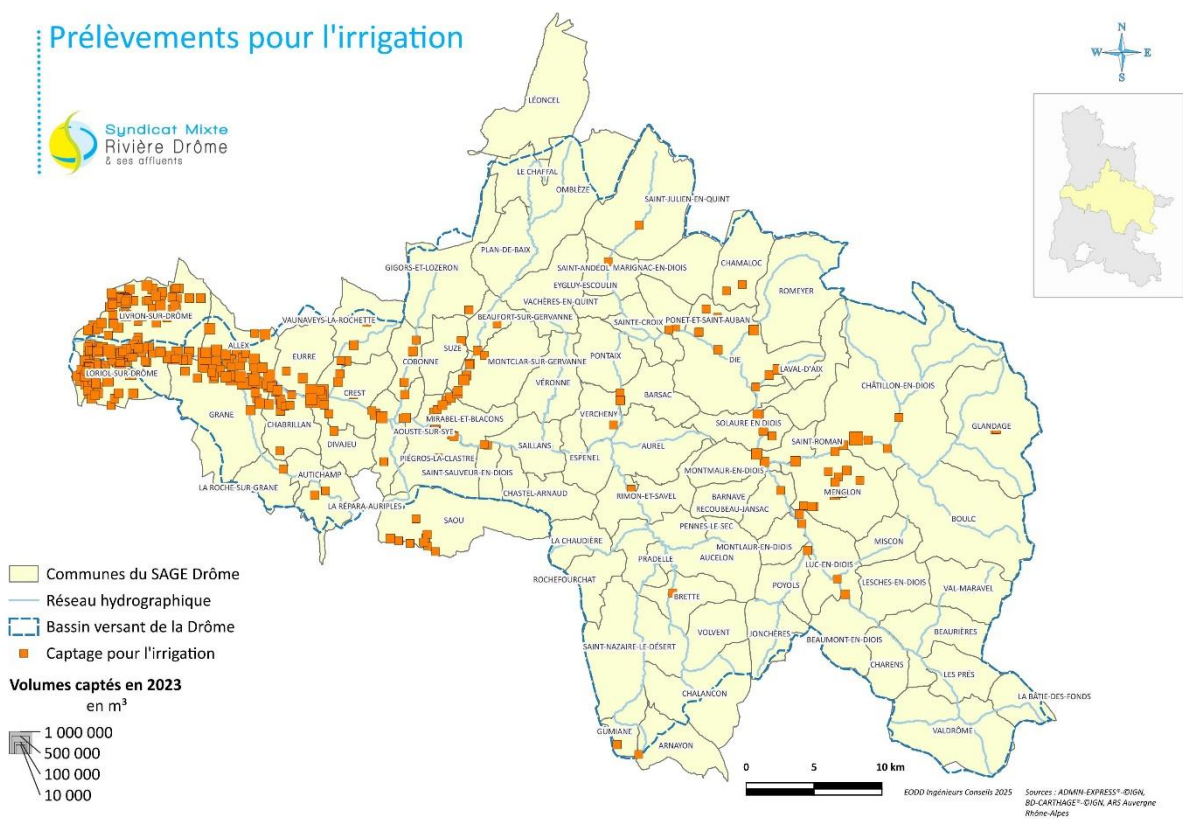 Prélèvements pour l'irrigation
Syndicat Mixte
Rivière Drôme
& ses affluents
N
W E
S
LÉONCEL
LE CHAFFAL
OMBLÈZE
SAINT-JULIEN-EN-QUINT
PLAN-DE-BAIX
GIGORS-ET-LOZERON
SAINT-ANDÉOL
MARIGNAC-EN-DIOIS
CHAMALOC
EYGLUY-ESCOULIN
ROMEYER
VACHÈRES-EN-QUINT
LIVRON-SUR-DRÔME
VAUNAVEYS-LA-ROCHETTE
BEAUFORT-SUR-GERVANNE
SAINTE-CROIX
PONET-ET-SAINT-AUBAN
ALLEX
EURRE
COBONNE
SUZE
MONTCLAR-SUR-GERVANNE
PONTAIX
DIE
LORIOL-SUR-DRÔME
LAVAL-D'AIX
VÉRONNE
CHÂTILLON-EN-DIOIS
CREST
BARSAC
GRANE
CHABRILLAN
MIRABEL-ET-BLACONS
VERCHENY
SOLAURE EN DIOIS
GLANDAGE
AOUSTE-SUR-SYE
DIVAJEU
SAILLANS
AUREL
SAINT-ROMAN
ESPENEL
PIÉGROS-LA-CLASTRE
SAINT-SAUVEUR-EN-DIOIS
MONTMAUR-EN-DIOIS
AUTICHAMP
LA ROCHE-SUR-GRANE
CHASTEL-ARNAUD
RIMON-ET-SAVEL
BARNAVE
MENGLON
LA RÉPARA-AURIPLES
RECOUBEAU-JANSAC
SAOU
BOULC
PENNES-LE-SEC
LA CHAUDIÈRE
MONTLAUR-EN-DIOIS
MISCON
PRADELLE
AUCELON
LUC-EN-DIOIS
ROCHEFOURCHAT
POYOLS
LESCHES-EN-DIOIS
VAL-MARAVEL
BRETTE
VOLVENT
JONCHÈRES
BEAUMONT-EN-DIOIS
BEAURIÈRES
SAINT-NAZAIRE-LE-DÉSERT
CHARENS
LES PRÉS
CHALANCON
LA BÂTIE-DES-FONDS
GUMIANE
ARNAYON
VALDRÔME
Communes du SAGE Drôme
Réseau hydrographique
Bassin versant de la Drôme
Captage pour l'irrigation
Volumes captés en 2023
en m³
1 000 000
500 000
100 000
10 000
0 5 10 km
EODD Ingénieurs Conseils 2025
Sources : ADMIN-EXPRESS®-©IGN,
BD-CARTHAGE®-©IGN, ARS Auvergne
Rhône-Alpes